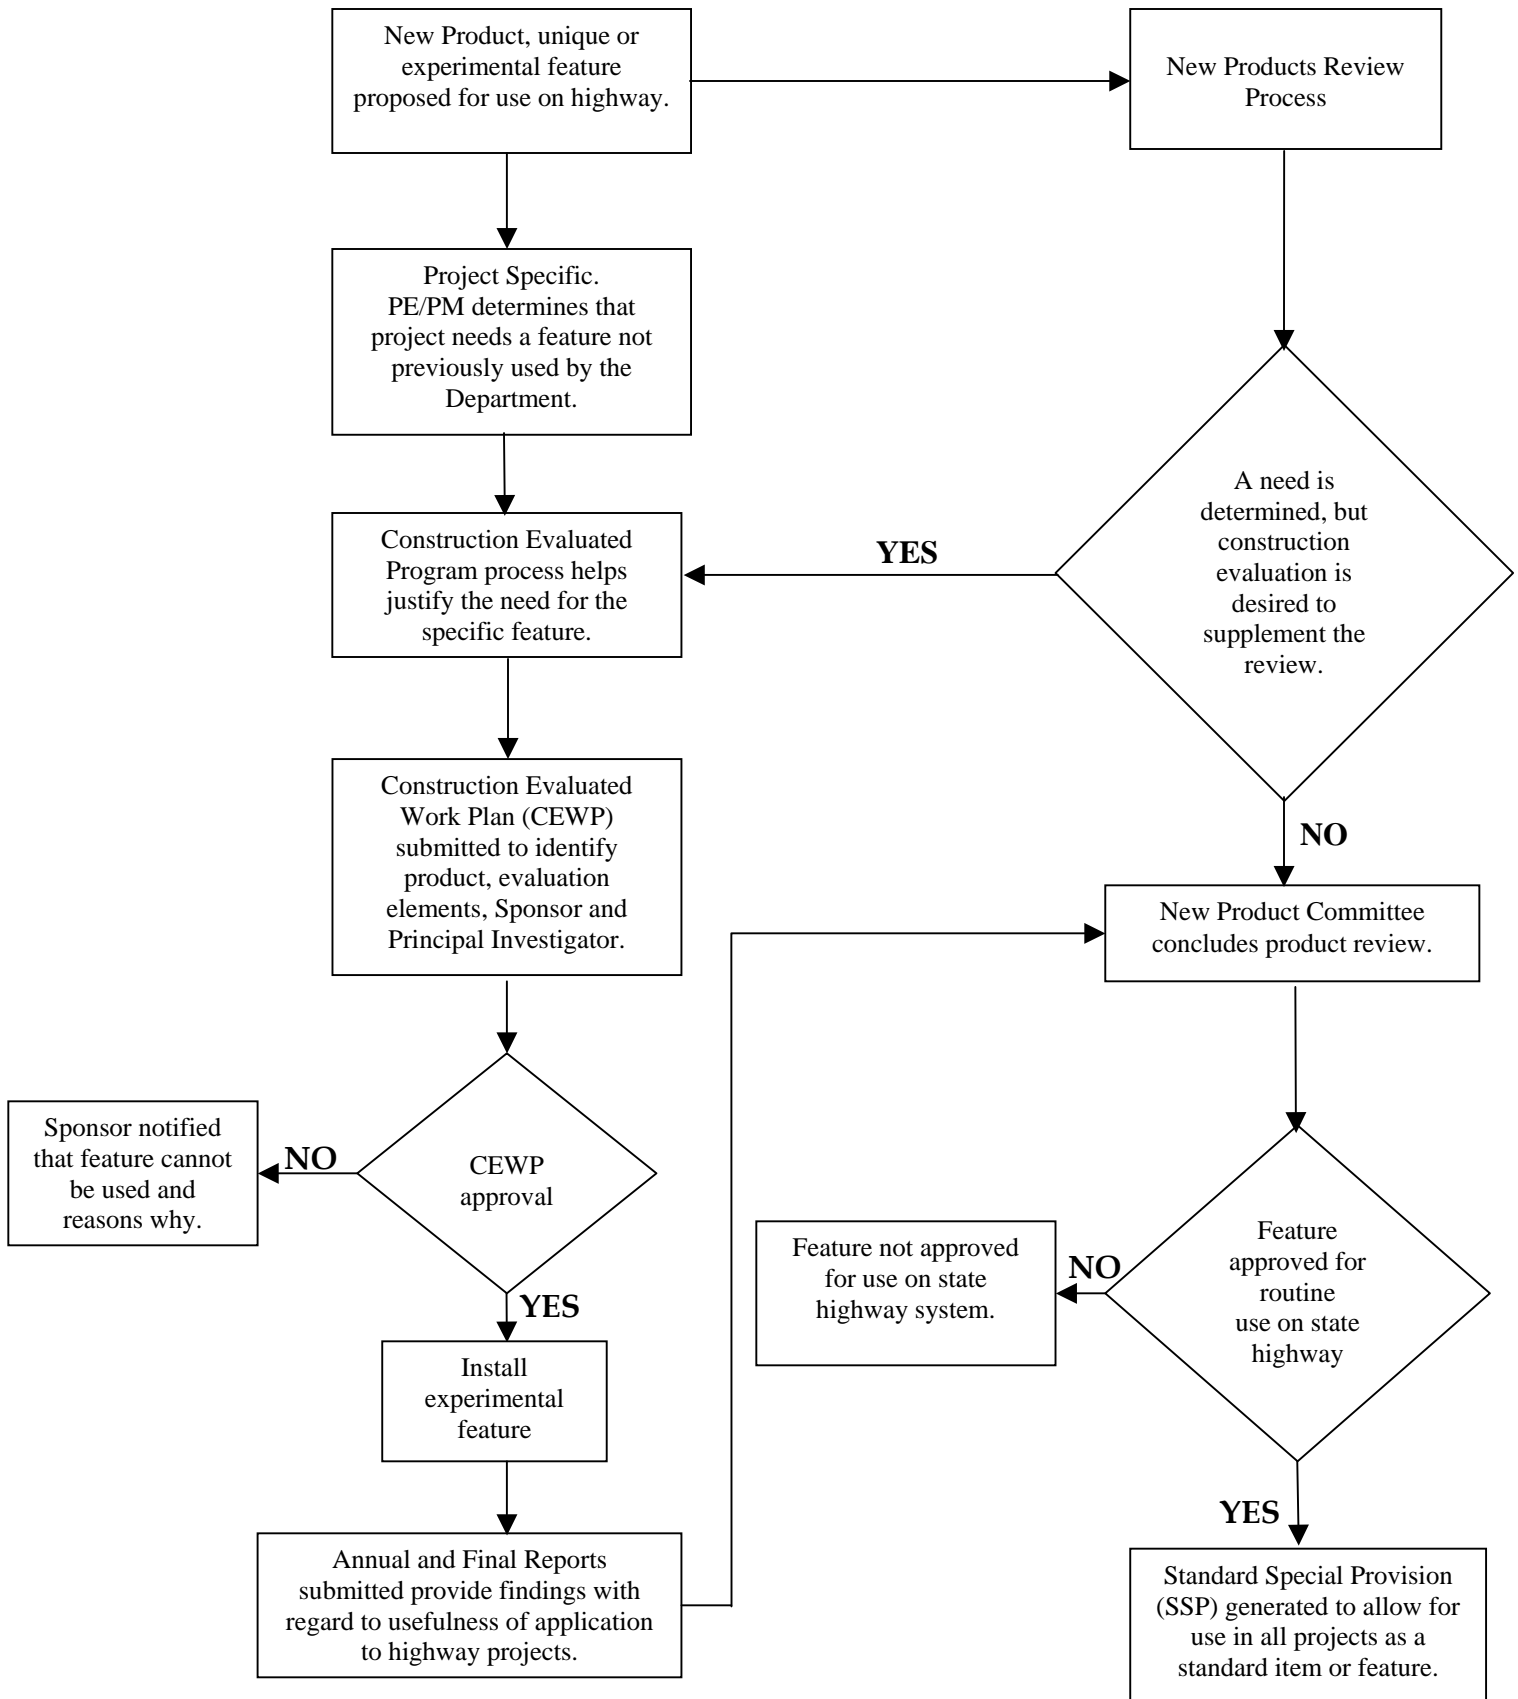 New Product, unique or
experimental feature
proposed for use on highway.
New Products Review
Process
Project Specific.
PE/PM determines that
project needs a feature not
previously used by the
Department.
A need is
determined, but
construction
evaluation is
desired to
supplement the
review.
YES
Construction Evaluated
Program process helps
justify the need for the
specific feature.
Construction Evaluated
Work Plan (CEWP)
submitted to identify
product, evaluation
elements, Sponsor and
Principal Investigator.
NO
New Product Committee
concludes product review.
Sponsor notified
that feature cannot
be used and
reasons why.
NO
CEWP
approval
Feature not approved
for use on state
highway system.
NO
Feature
approved for
routine
use on state
highway
YES
Install
experimental
feature
YES
Annual and Final Reports
submitted provide findings with
regard to usefulness of application
to highway projects.
Standard Special Provision
(SSP) generated to allow for
use in all projects as a
standard item or feature.